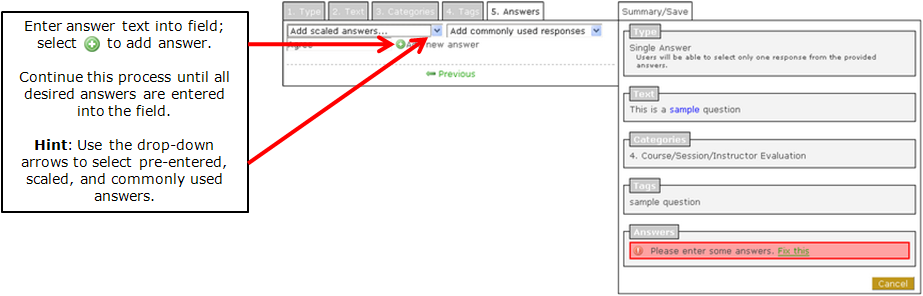 Enter answer text into field;
select to add answer.
Continue this process until all
desired answers are entered
into the field.
Hint: Use the drop-down
arrows to select pre-entered,
scaled, and commonly used
answers.
1. Type 2. Text 3. Categories 4. Tags 5. Answers
Add scaled answers... Add commonly used responses
Agree Add new answer
Previous
Summary/Save
Type
Single Answer
Users will be able to select only one response from the provided
answers.
Text
This is a sample question
Categories
4. Course/Session/Instructor Evaluation
Tags
sample question
Answers
Please enter some answers. Fix this
Cancel